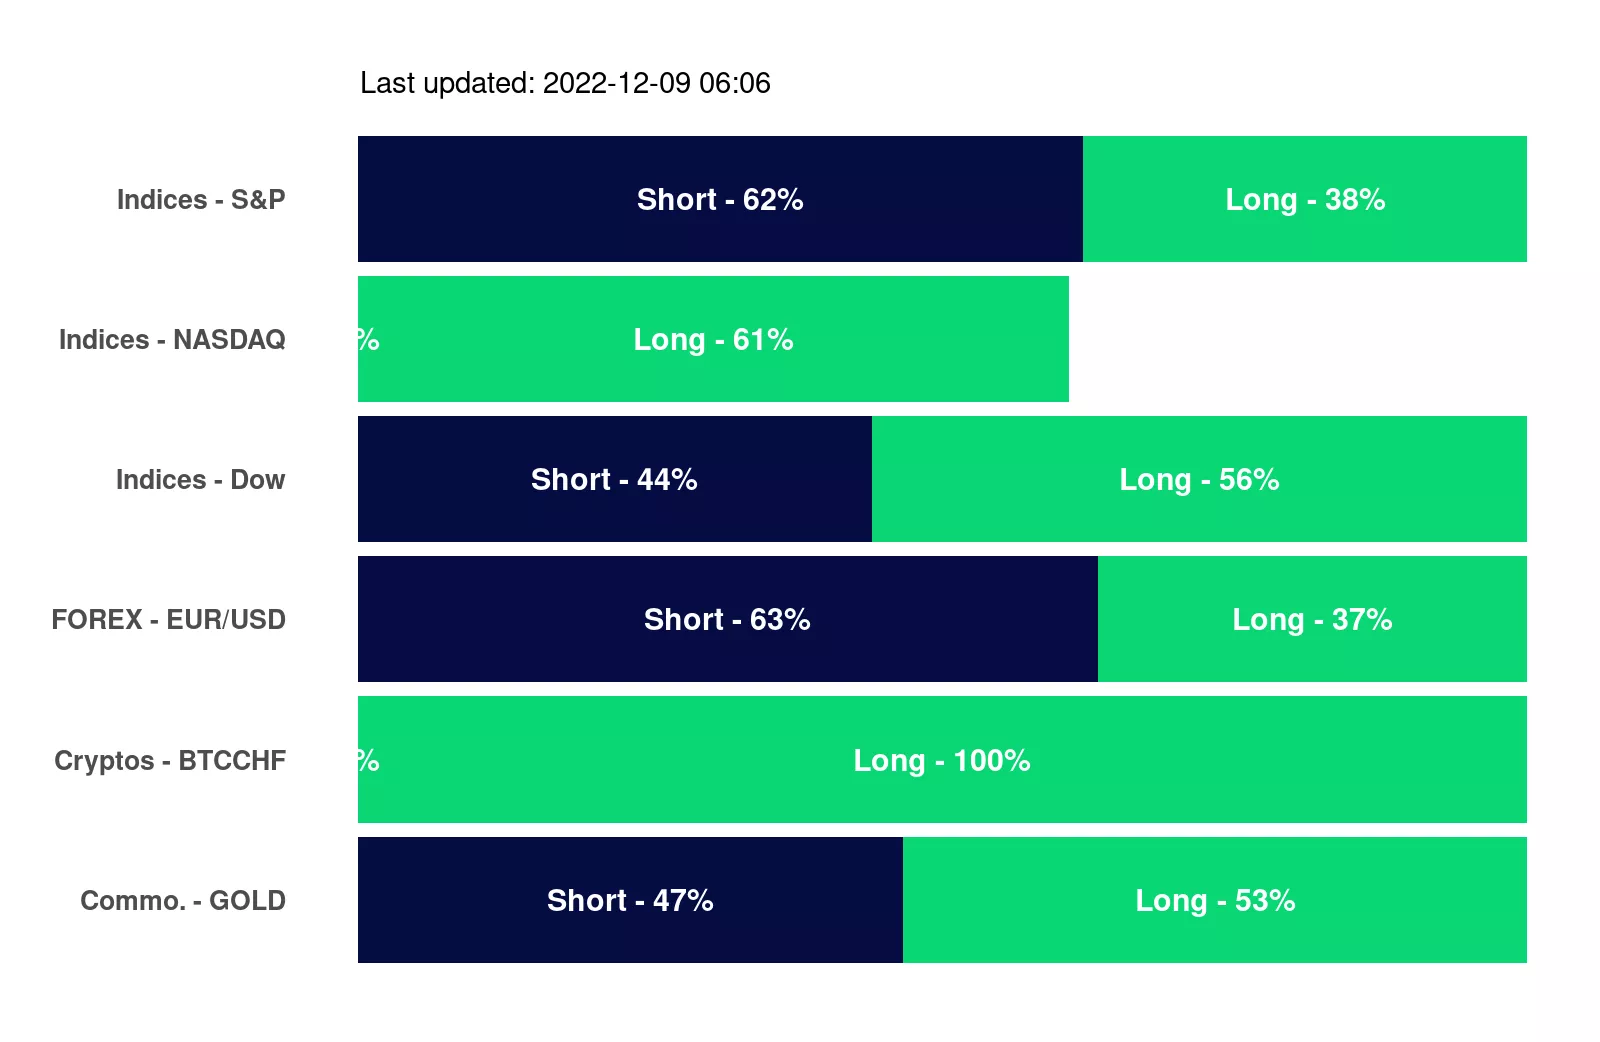 Last updated: 2022-12-09 06:06
Indices - S&P Short - 62% Long - 38%
Indices - NASDAQ % Long - 61%
Indices - Dow Short - 44% Long - 56%
FOREX - EUR/USD Short - 63% Long - 37%
Cryptos - BTCCHF % Long - 100%
Commo. - GOLD Short - 47% Long - 53%